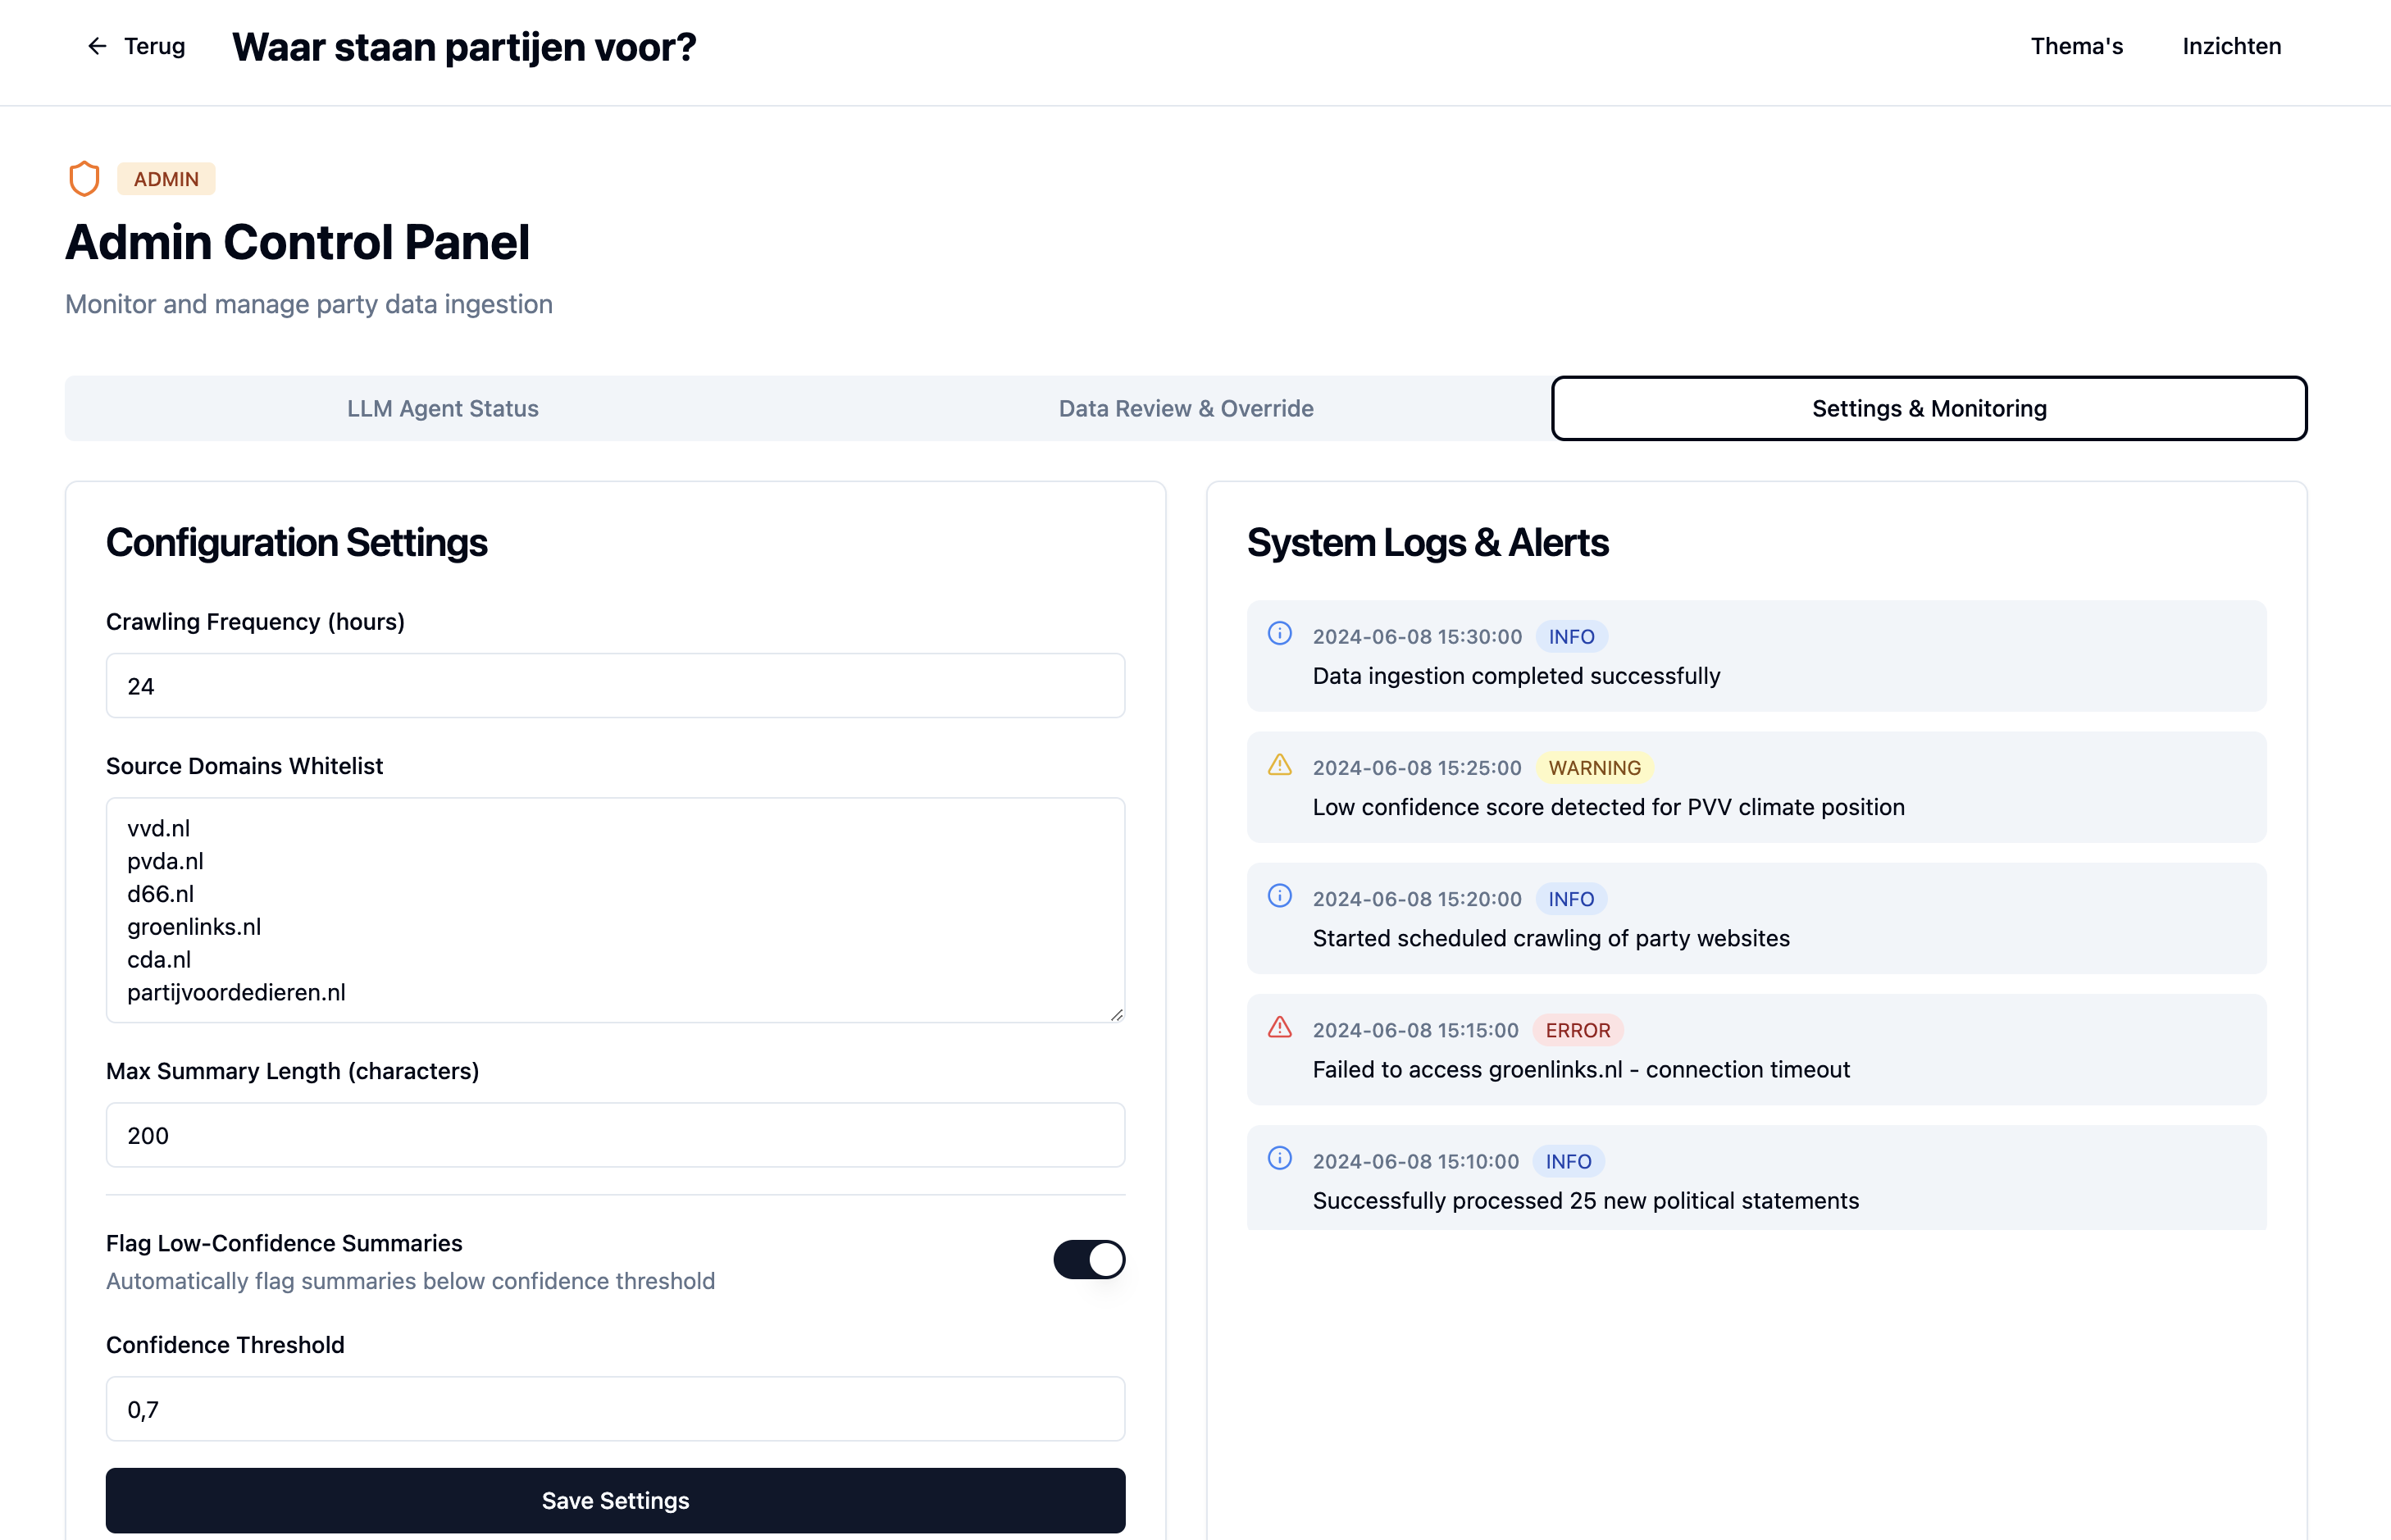 Terug
Waar staan partijen voor?
Thema's
Inzichten
ADMIN
Admin Control Panel
Monitor and manage party data ingestion
LLM Agent Status
Data Review & Override
Settings & Monitoring
Configuration Settings
Crawling Frequency (hours)
24
Source Domains Whitelist
vvd.nl
pvda.nl
d66.nl
groenlinks.nl
cda.nl
partijvoordedieren.nl
Max Summary Length (characters)
200
Flag Low-Confidence Summaries
Automatically flag summaries below confidence threshold
Confidence Threshold
0,7
Save Settings
System Logs & Alerts
2024-06-08 15:30:00 INFO
Data ingestion completed successfully
2024-06-08 15:25:00 WARNING
Low confidence score detected for PVV climate position
2024-06-08 15:20:00 INFO
Started scheduled crawling of party websites
2024-06-08 15:15:00 ERROR
Failed to access groenlinks.nl - connection timeout
2024-06-08 15:10:00 INFO
Successfully processed 25 new political statements